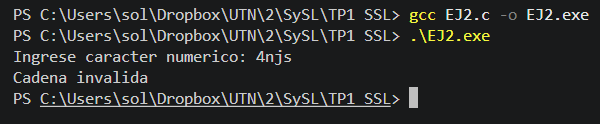 PS C:\Users\sol\Dropbox\UTN\2\SySL\TP1 SSL> gcc EJ2.c -o EJ2.exe
PS C:\Users\sol\Dropbox\UTN\2\SySL\TP1 SSL> .\EJ2.exe
Ingrese caracter numerico: 4njs
Cadena invalida
PS C:\Users\sol\Dropbox\UTN\2\SySL\TP1 SSL>